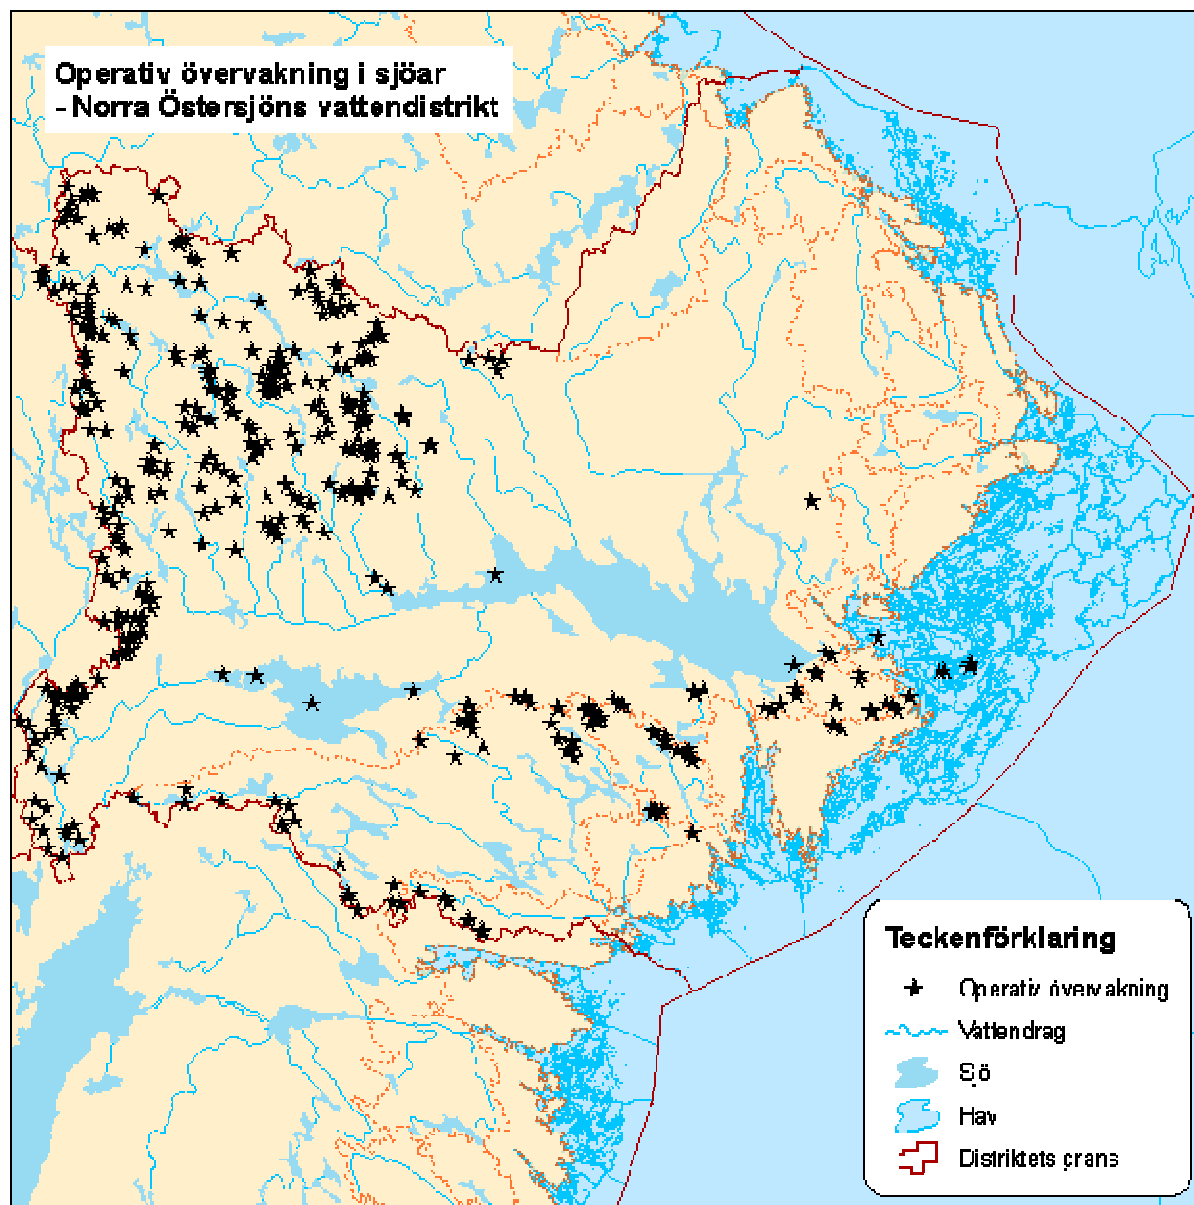 Operativ övervakning i sjöar
- Norra Östersjöns vattendistrikt
Teckenförklaring
Operativ övervakning
Vattendrag
Sjö
Hav
Distriktets gräns